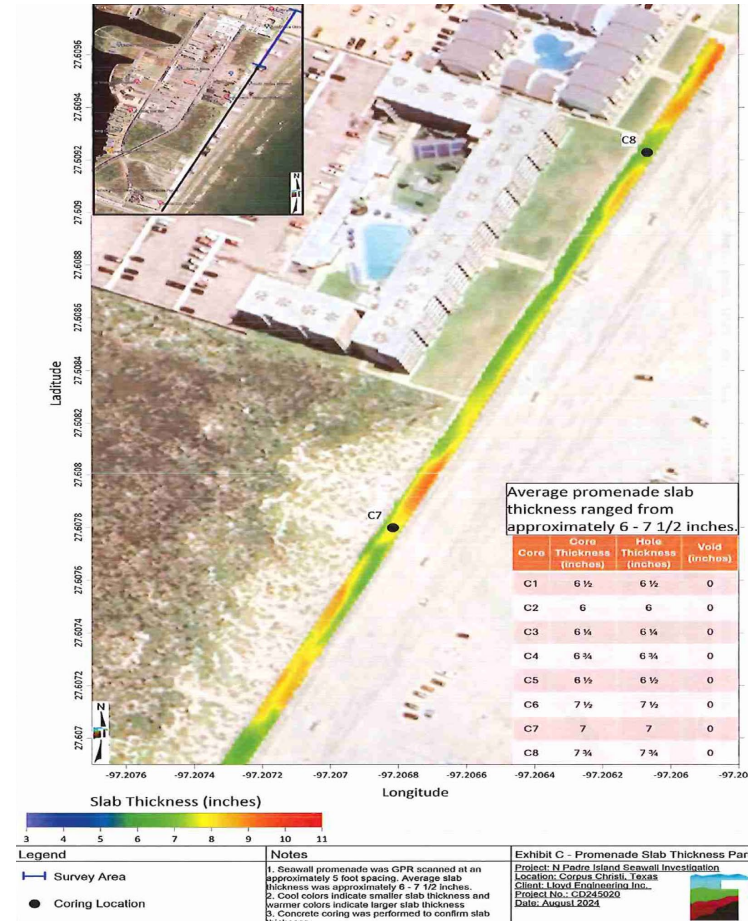 C8
C7
27.6096
27.6094
27.6092
27.609
27.6088
27.6086
27.6084
27.6082
27.608
27.6078
27.6076
27.6074
27.6072
27.607
Laditude
N
N
-97.2076 -97.2074 -97.2072 -97.207 -97.2068 -97.2066 -97.2064 -97.2062 -97.206 -97.20
Longitude
Average promenade slab
thickness ranged from
approximately 6 - 7 1/2 inches.
Core Core Thickness (inches) Hole Thickness (inches) Void (inches)
C1 6 ½ 6 ½ 0
C2 6 6 0
C3 6 ¼ 6 ¼ 0
C4 6 ¾ 6 ¾ 0
C5 6 ½ 6 ½ 0
C6 7 ½ 7 ½ 0
C7 7 7 0
C8 7 ¾ 7 ¾ 0
Slab Thickness (inches)
3 4 5 6 7 8 9 10 11
Legend
Survey Area
Coring Location
Notes
1. Seawall promenade was GPR scanned at an
approximately 5 foot spacing. Average slab
thickness was approximately 6 - 7 1/2 inches.
2. Cool colors indicate smaller slab thickness and
warmer colors indicate larger slab thickness
3. Concrete coring was performed to confirm slab
Exhibit C - Promenade Slab Thickness Par
Project: N Padre Island Seawall Investigation
Location: Corpus Christi, Texas
Client: Lloyd Engineering Inc.
Project No.: CD245020
Date: August 2024